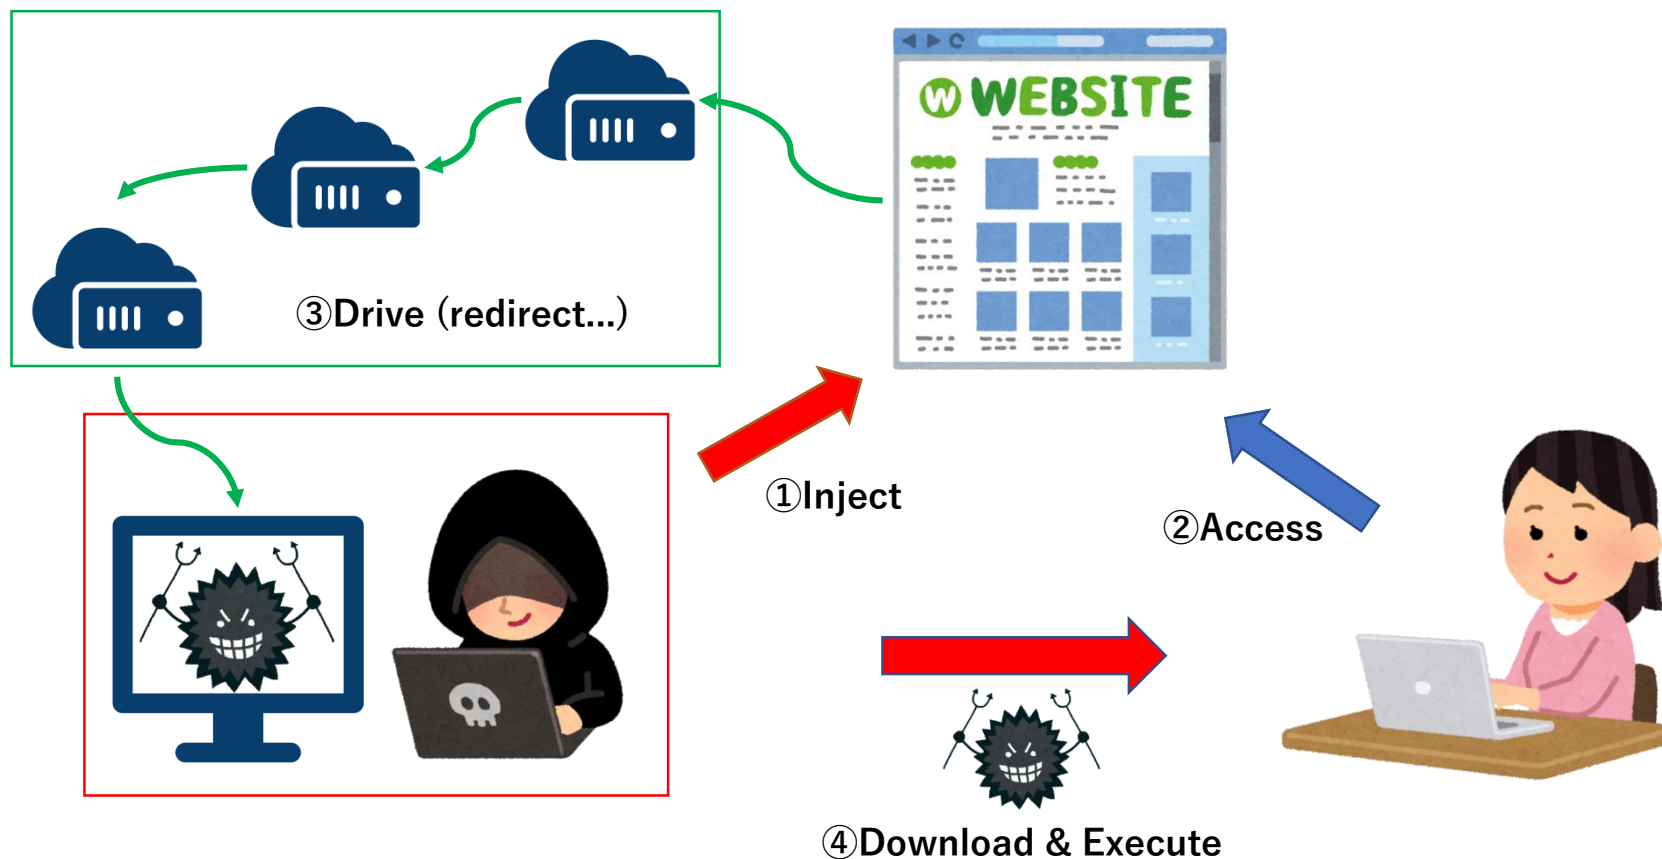 W WEBSITE
③Drive (redirect...)
①Inject
②Access
④Download & Execute